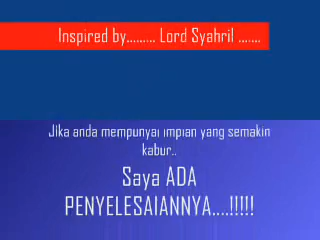 Inspired by......... Lord Syahril .......
Jika anda mempunyai impian yang semakin
kabur..
Saya ADA
PENYELESAIANNYA....!!!!!